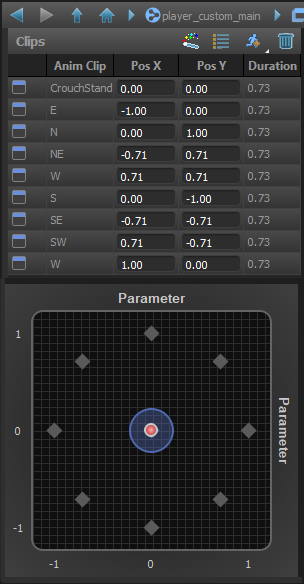 player_custom_main
Clips
Anim Clip Pos X Pos Y Duration
CrouchStand 0.00 0.00 0.73
E -1.00 0.00 0.73
N 0.00 1.00 0.73
NE -0.71 0.71 0.73
W 0.71 0.71 0.73
S 0.00 -1.00 0.73
SE -0.71 -0.71 0.73
SW 0.71 -0.71 0.73
W 1.00 0.00 0.73
Parameter
1
0
-1
Parameter
-1 0 1